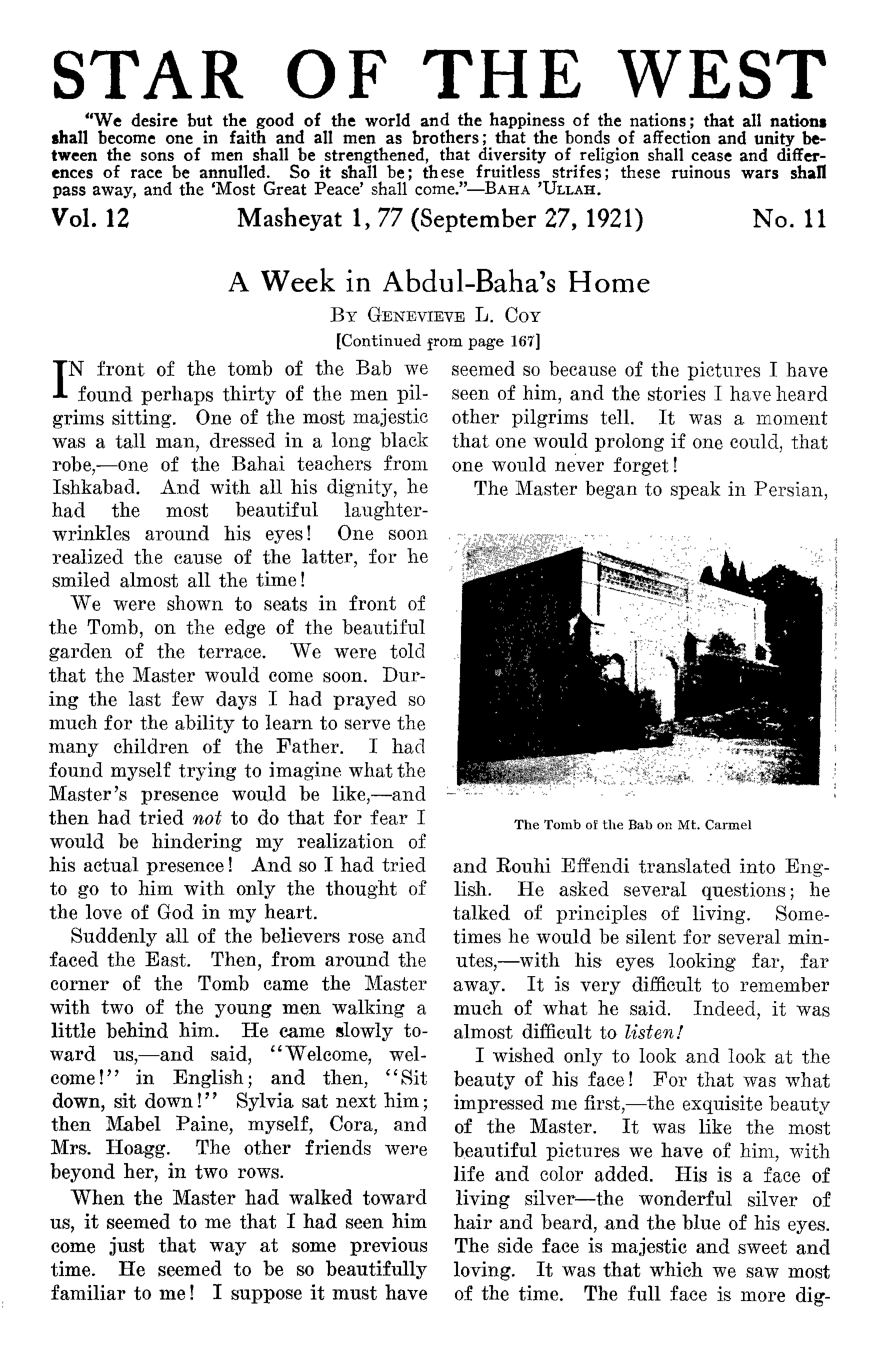 STAR OF THE WEST
"We desire but the good of the world and the happiness of the nations; that all nations
shall become one in faith and all men as brothers; that the bonds of affection and unity be-
tween the sons of men shall be strengthened, that diversity of religion shall cease and differ-
ences of race be annulled. So it shall be; these fruitless strifes; these ruinous wars shall
pass away, and the 'Most Great Peace' shall come."—BAHA 'ULLAH.
Vol. 12 Masheyat 1, 77 (September 27, 1921) No. 11
A Week in Abdul-Baha's Home
BY GENEVIEVE L. COY
[Continued from page 167]
IN front of the tomb of the Bab we
found perhaps thirty of the men pil-
grims sitting. One of the most majestic
was a tall man, dressed in a long black
robe,—one of the Bahai teachers from
Ishkabad. And with all his dignity, he
had the most beautiful laughter-
wrinkles around his eyes! One soon
realized the cause of the latter, for he
smiled almost all the time!
We were shown to seats in front of
the Tomb, on the edge of the beautiful
garden of the terrace. We were told
that the Master would come soon. Dur-
ing the last few days I had prayed so
much for the ability to learn to serve the
many children of the Father. I had
found myself trying to imagine what the
Master's presence would be like,—and
then had tried not to do that for fear I
would be hindering my realization of
his actual presence! And so I had tried
to go to him with only the thought of
the love of God in my heart.
Suddenly all of the believers rose and
faced the East. Then, from around the
corner of the Tomb came the Master
with two of the young men walking a
little behind him. He came slowly to-
ward us,—and said, "Welcome, wel-
come!" in English; and then, "Sit
down, sit down!" Sylvia sat next him;
then Mabel Paine, myself, Cora, and
Mrs. Hoagg. The other friends were
beyond her, in two rows.
When the Master had walked toward
us, it seemed to me that I had seen him
come just that way at some previous
time. He seemed to be so beautifully
familiar to me! I suppose it must have
seemed so because of the pictures I have
seen of him, and the stories I have heard
other pilgrims tell. It was a moment
that one would prolong if one could, that
one would never forget!
The Master began to speak in Persian,
The Tomb of the Bab on Mt. Carmel
and Rouhi Effendi translated into Eng-
lish. He asked several questions; he
talked of principles of living. Some-
times he would be silent for several min-
utes,—with his eyes looking far, far
away. It is very difficult to remember
much of what he said. Indeed, it was
almost difficult to listen!
I wished only to look and look at the
beauty of his face! For that was what
impressed me first,—the exquisite beauty
of the Master. It was like the most
beautiful pictures we have of him, with
life and color added. His is a face of
living silver—the wonderful silver of
hair and beard, and the blue of his eyes.
The side face is majestic and sweet and
loving. It was that which we saw most
of the time. The full face is more dig-